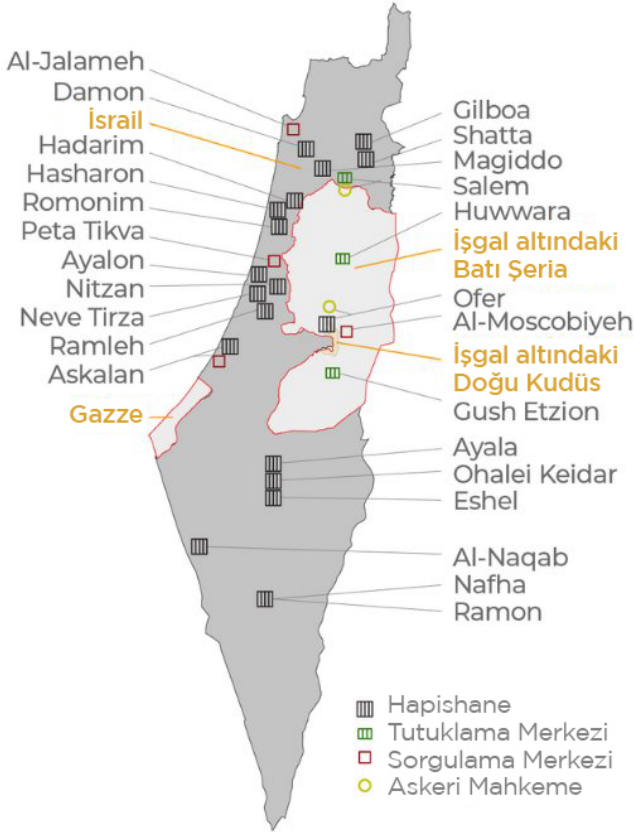 Al-Jalameh
Damon
İsrail
Hadarim
Hasharon
Romonim
Peta Tikva
Ayalon
Nitzan
Neve Tirza
Ramleh
Askalan
Gazze
Gilboa
Shatta
Magiddo
Salem
Huwwara
İşgal altındaki
Batı Şeria
Ofer
Al-Moscobiyeh
İşgal altındaki
Doğu Kudüs
Gush Etzion
Ayala
Ohalei Keidar
Eshel
Al-Naqab
Nafha
Ramon
Hapishane
Tutuklama Merkezi
Sorgulama Merkezi
Askeri Mahkeme